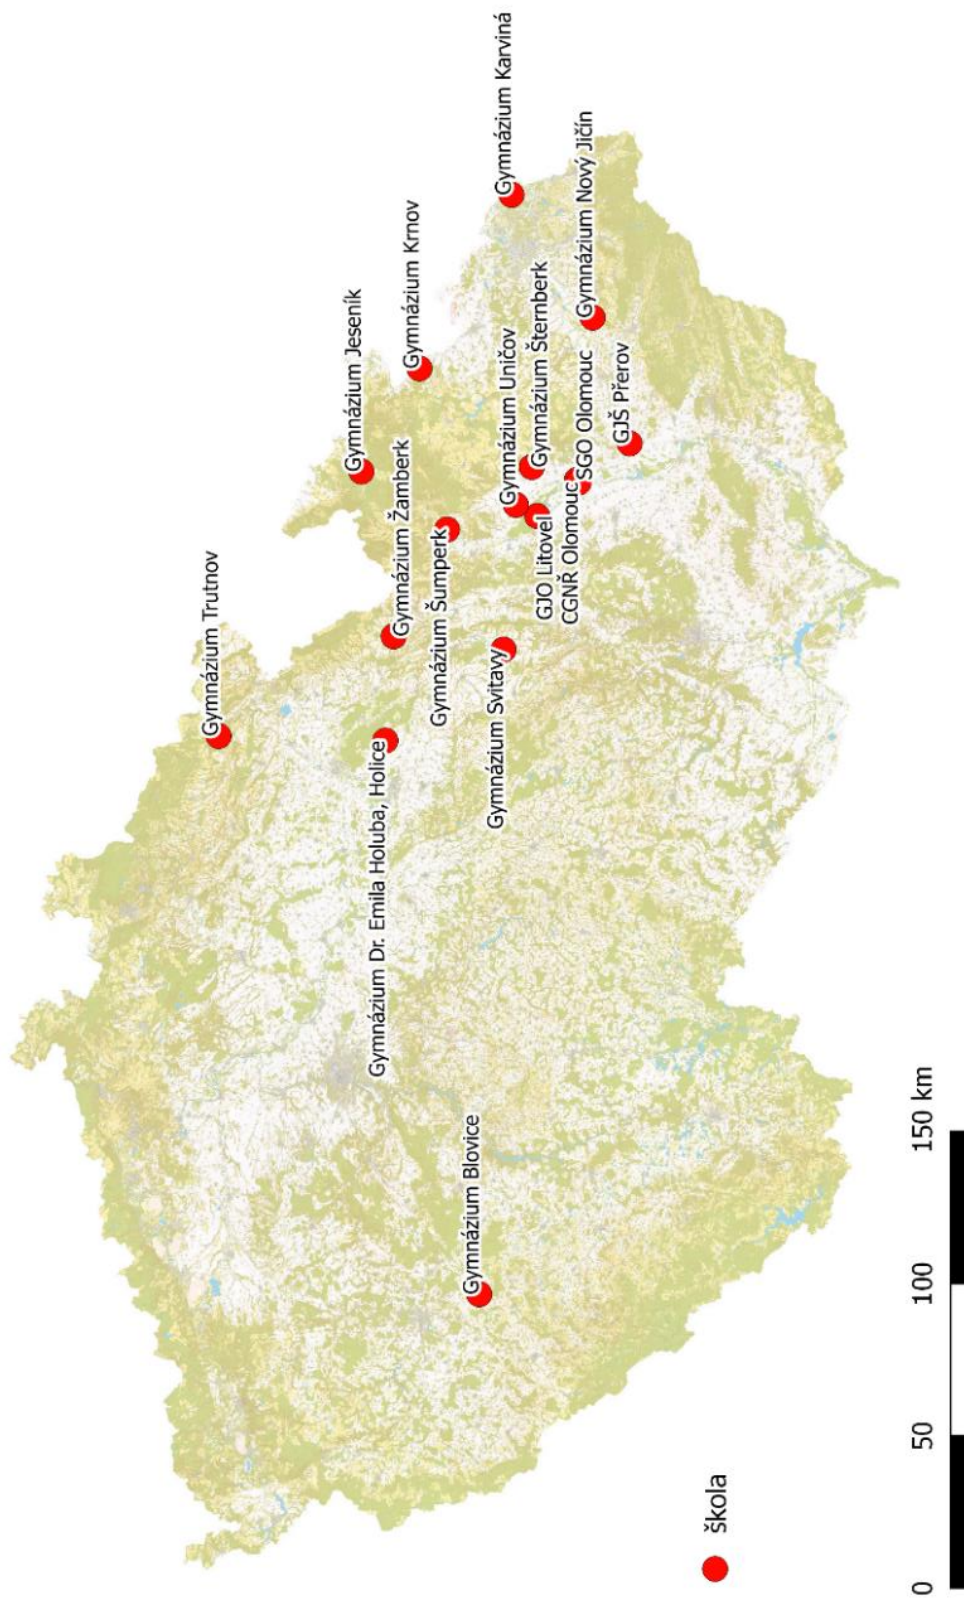 Gymnázium Trutnov
Gymnázium Jeseník
Gymnázium Žamberk
Gymnázium Krnov
Gymnázium Dr. Emila Holuba, Holice
Gymnázium Šumperk
Gymnázium Blovice
Gymnázium Svitavy
Gymnázium Uničov
Gymnázium Karviná
Gymnázium Šternberk
GJO Litovel
CGNŘ Olomouc
SGO Olomouc
Gymnázium Nový Jičín
GJŠ Přerov
škola
0 50 100 150 km